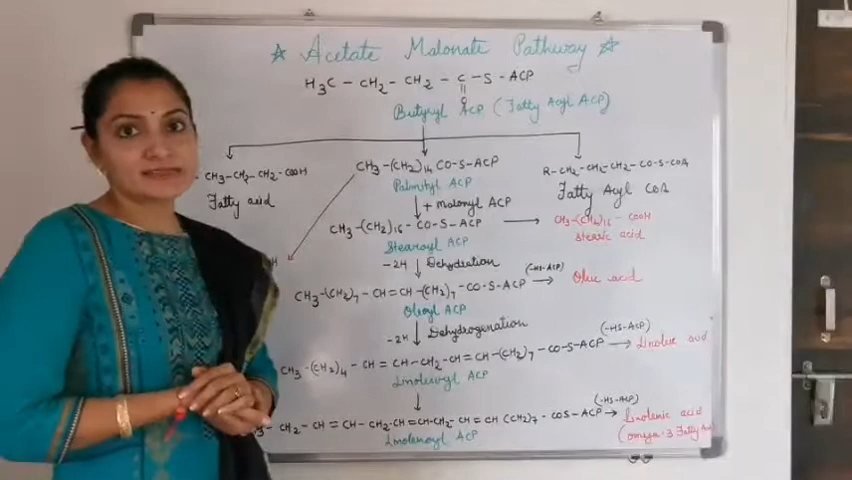 ☆ Acetate Malonate Pathway ☆
H3C - CH2 - CH2 - C - S - ACP
||
O
Butyryl ACP (Fatty Acyl ACP)
CH3-CH2-CH2-COOH
Fatty acid
CH3-(CH2)14 CO-S-ACP
Palmityl ACP
R-CH2-CH2-CH2-CO-S-COA
Fatty Acyl COA
+ malonyl ACP
CH3-(CH2)16 - CO-S-ACP
Stearoyl ACP
CH3-(CH2)16 - COOH
Stearic acid
-2H Dehydration
CH3-(CH2)7-CH=CH-(CH2)7-CO-S-ACP (-HS-ACP) Oleic acid
Oleoyl ACP
-2H Dehydrogenation
CH3-(CH2)4-CH=CH-CH2-CH=CH-(CH2)7-CO-S-ACP (-HS-ACP) Linoleic acid
ACP
-CH2-CH=CH-CH2-CH=CH-CH2-CH=CH(CH2)7-COS-ACP (-HS-ACP) Linolenic acid
Linolenoyl ACP
(omega-3 Fatty Acid